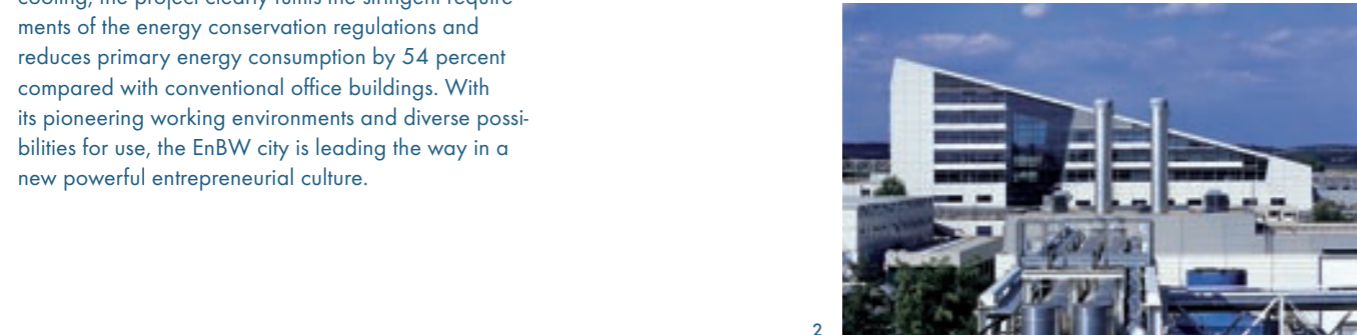 cooling, the project clearly fulfils the stringent require-
ments of the energy conservation regulations and
reduces primary energy consumption by 54 percent
compared with conventional office buildings. With
its pioneering working environments and diverse possi-
bilities for use, the EnBW city is leading the way in a
new powerful entrepreneurial culture.
2